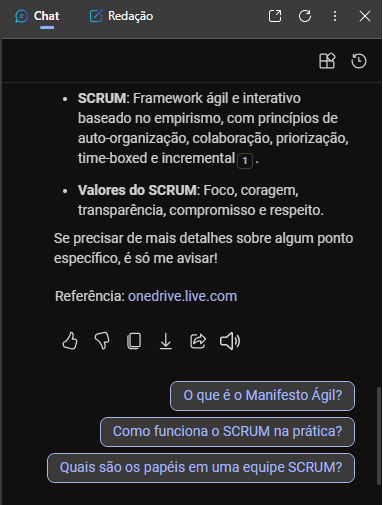 Chat
Redação
• SCRUM: Framework ágil e interativo
baseado no empirismo, com princípios de
auto-organização, colaboração, priorização,
time-boxed e incremental 1 .
• Valores do SCRUM: Foco, coragem,
transparência, compromisso e respeito.
Se precisar de mais detalhes sobre algum ponto
específico, é só me avisar!
Referência: onedrive.live.com
O que é o Manifesto Ágil?
Como funciona o SCRUM na prática?
Quais são os papéis em uma equipe SCRUM?